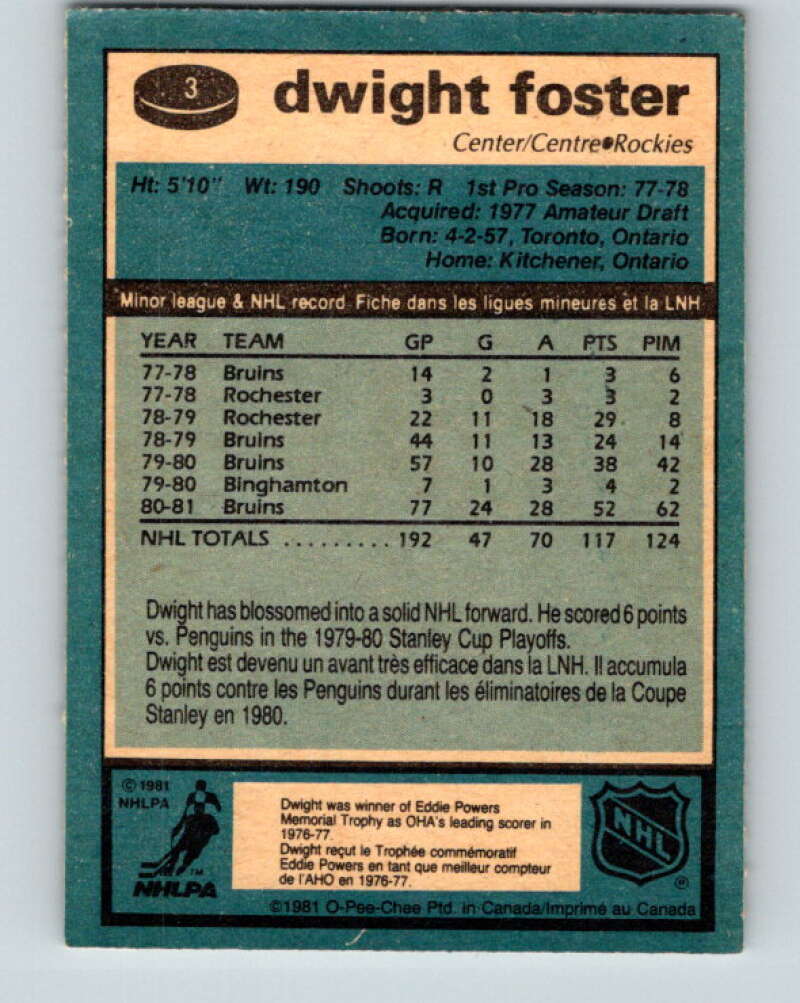 3 dwight foster
Center/Centre•Rockies
Ht: 5'10" Wt: 190 Shoots: R 1st Pro Season: 77-78
Acquired: 1977 Amateur Draft
Born: 4-2-57, Toronto, Ontario
Home: Kitchener, Ontario
Minor league & NHL record Fiche dans les ligues mineures et la LNH
YEAR TEAM GP G A PTS PIM
77-78 Bruins 14 2 1 3 6
77-78 Rochester 3 0 3 3 2
78-79 Rochester 22 11 18 29 8
78-79 Bruins 44 11 13 24 14
79-80 Bruins 57 10 28 38 42
79-80 Binghamton 7 1 3 4 2
80-81 Bruins 77 24 28 52 62
NHL TOTALS .......... 192 47 70 117 124
Dwight has blossomed into a solid NHL forward. He scored 6 points
vs. Penguins in the 1979-80 Stanley Cup Playoffs.
Dwight est devenu un avant très efficace dans la LNH. Il accumula
6 points contre les Penguins durant les éliminatoires de la Coupe
Stanley en 1980.
© 1981
NHLPA
TM
NHLPA
Dwight was winner of Eddie Powers
Memorial Trophy as OHA's leading scorer in
1976-77.
Dwight reçut le Trophée commémoratif
Eddie Powers en tant que meilleur compteur
de l'AHO en 1976-77.
NHL
®
©1981 O-Pee-Chee Ptd. in Canada/Imprimé au Canada